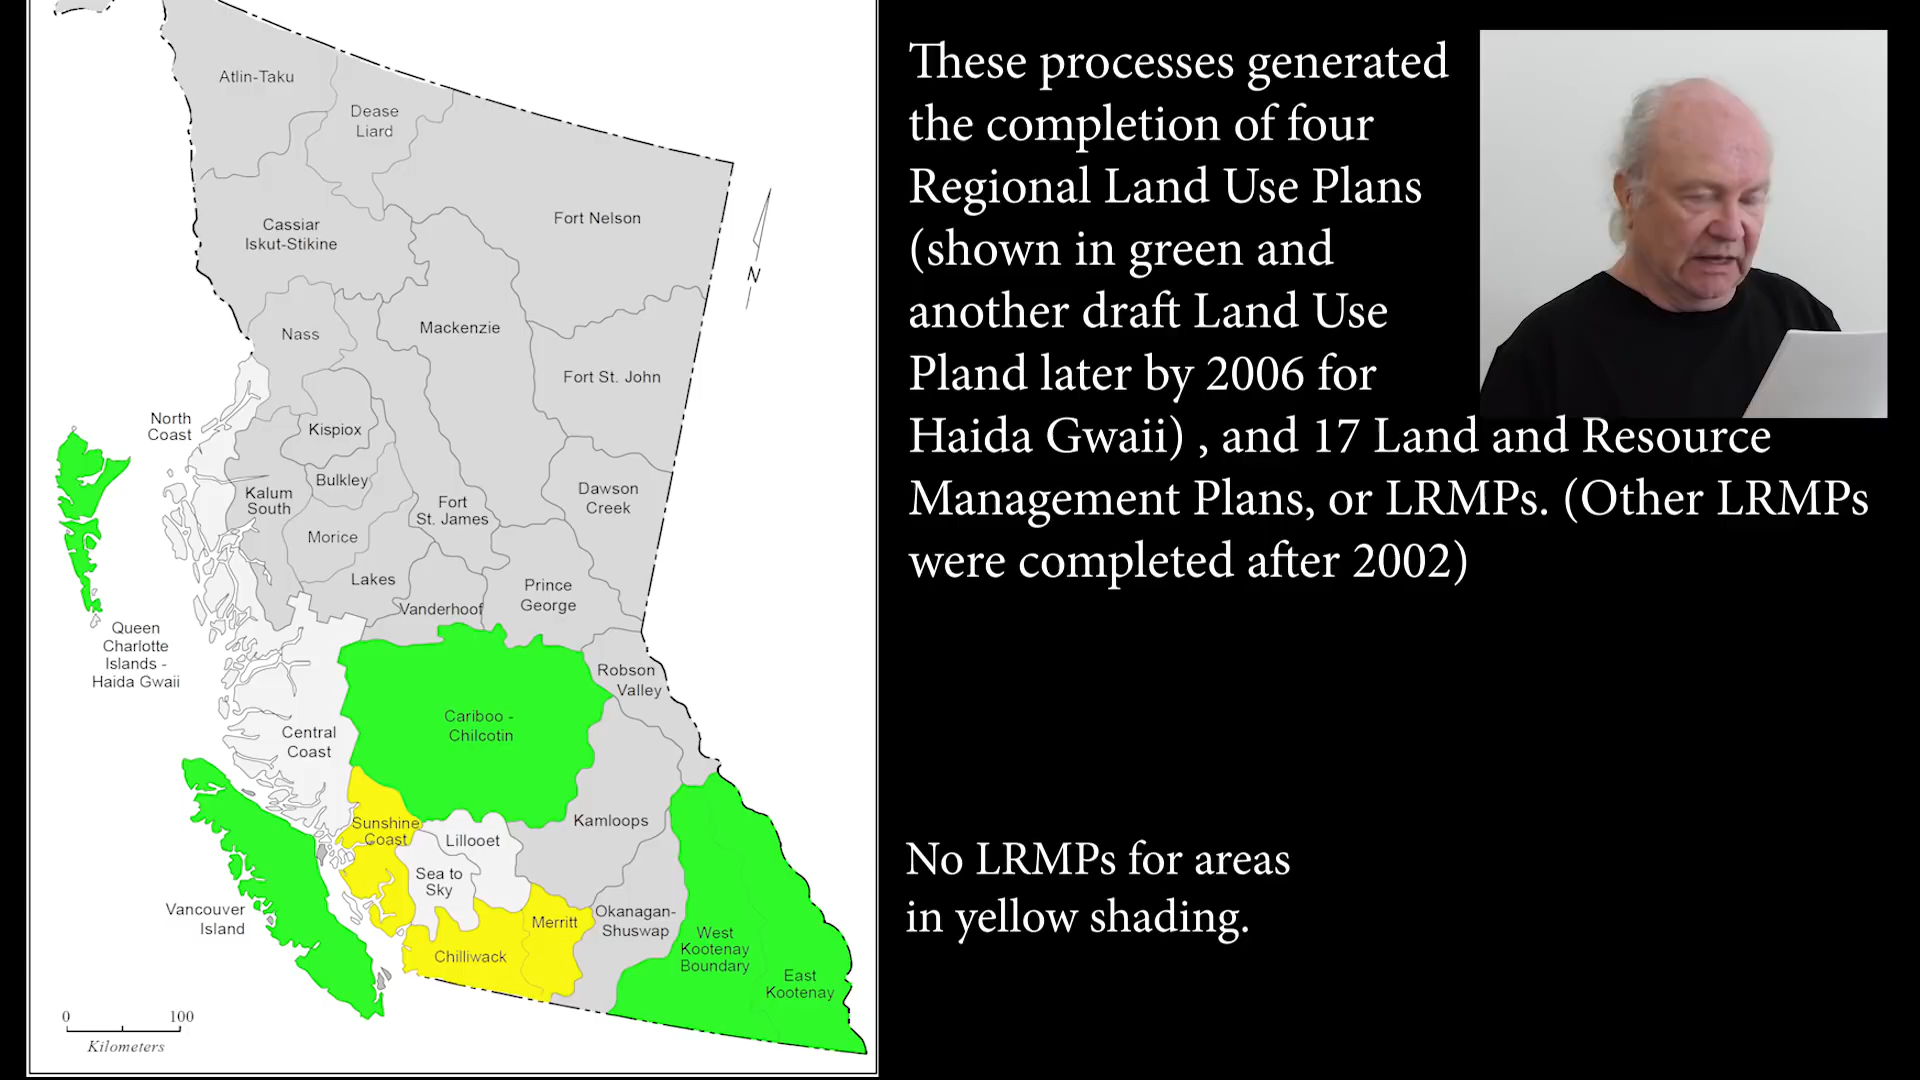 Atlin-Taku
Dease
Liard
Cassiar
Iskut-Stikine
Fort Nelson
N
Nass
Mackenzie
Fort St. John
North
Coast
Kispiox
Bulkley
Kalum
South
Fort
St. James
Dawson
Creek
Morice
Lakes
Vanderhoof
Prince
George
Queen
Charlotte
Islands -
Haida Gwaii
Robson
Valley
Cariboo -
Chilcotin
Central
Coast
Sunshine
Coast
Lillooet
Kamloops
Sea to
Sky
Vancouver
Island
Merritt
Okanagan-
Shuswap
Chilliwack
West
Kootenay
Boundary
East
Kootenay
0 100
Kilometers
These processes generated
the completion of four
Regional Land Use Plans
(shown in green and
another draft Land Use
Pland later by 2006 for
Haida Gwaii) , and 17 Land and Resource
Management Plans, or LRMPs. (Other LRMPs
were completed after 2002)
No LRMPs for areas
in yellow shading.